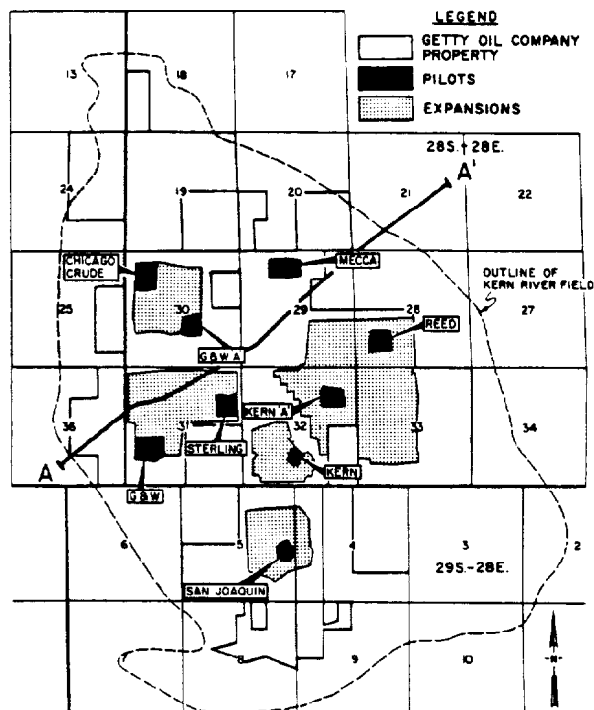 LEGEND
GETTY OIL COMPANY
PROPERTY
PILOTS
EXPANSIONS
13
18
17
28S.-28E.
A'
24
19
20
21
22
CHICAGO
CRUDE
MECCA
OUTLINE OF
KERN RIVER FIELD
25
30
29
28
27
REED
G&W A
KERN 'A'
36
31
32
33
34
STERLING
A
KERN
G&W
6
5
4
3
2
29S.-28E.
SAN JOAQUIN
8
9
10
N